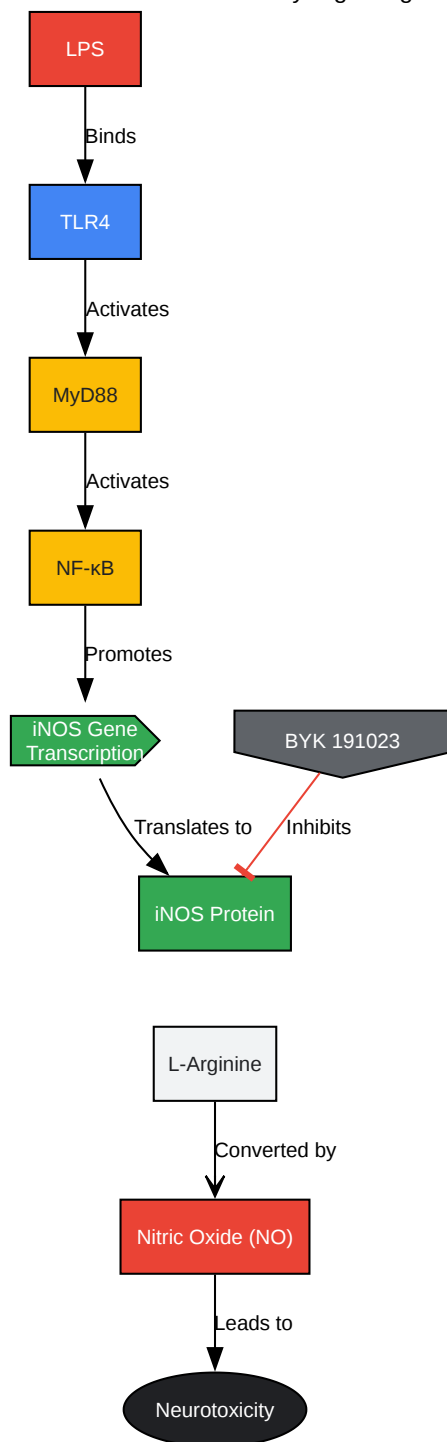 LPS
Binds
TLR4
Activates
MyD88
Activates
NF-κB
Promotes
iNOS Gene
Transcription
BYK 191023
Translates to
Inhibits
iNOS Protein
L-Arginine
Converted by
Nitric Oxide (NO)
Leads to
Neurotoxicity